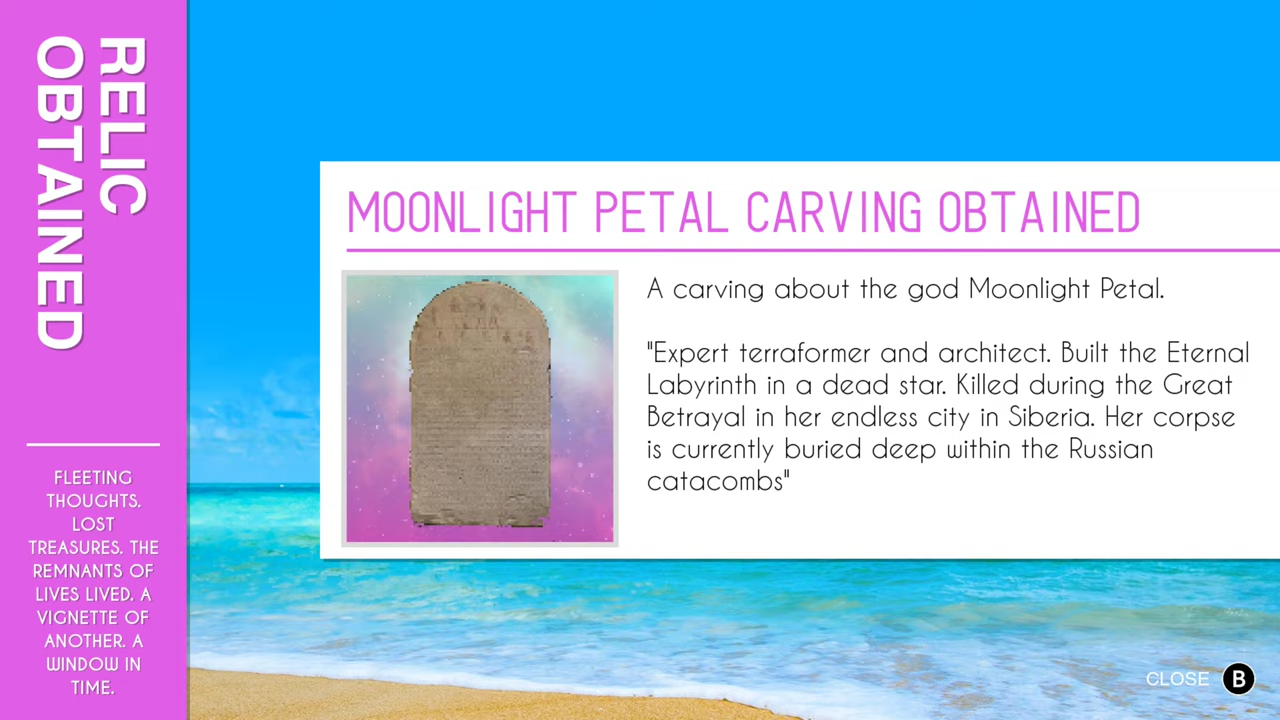 RELIC
OBTAINED
FLEETING
THOUGHTS.
LOST
TREASURES. THE
REMNANTS OF
LIVES LIVED. A
VIGNETTE OF
ANOTHER. A
WINDOW IN
TIME.
MOONLIGHT PETAL CARVING OBTAINED
A carving about the god Moonlight Petal.
"Expert terraformer and architect. Built the Eternal
Labyrinth in a dead star. Killed during the Great
Betrayal in her endless city in Siberia. Her corpse
is currently buried deep within the Russian
catacombs"
CLOSE B